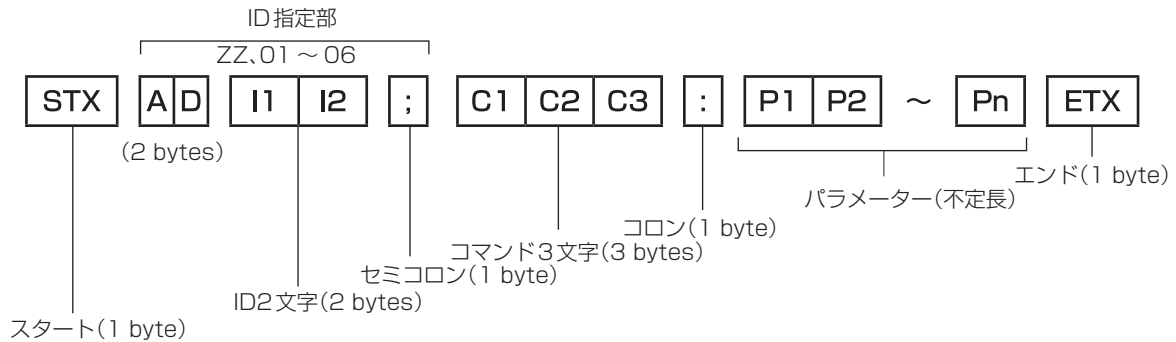 ID指定部
ZZ、01～06
STX A D I1 I2 ; C1 C2 C3 : P1 P2 ～ Pn ETX
(2 bytes)
エンド(1 byte)
パラメーター(不定長)
コロン(1 byte)
コマンド3文字(3 bytes)
セミコロン(1 byte)
ID2文字(2 bytes)
スタート(1 byte)